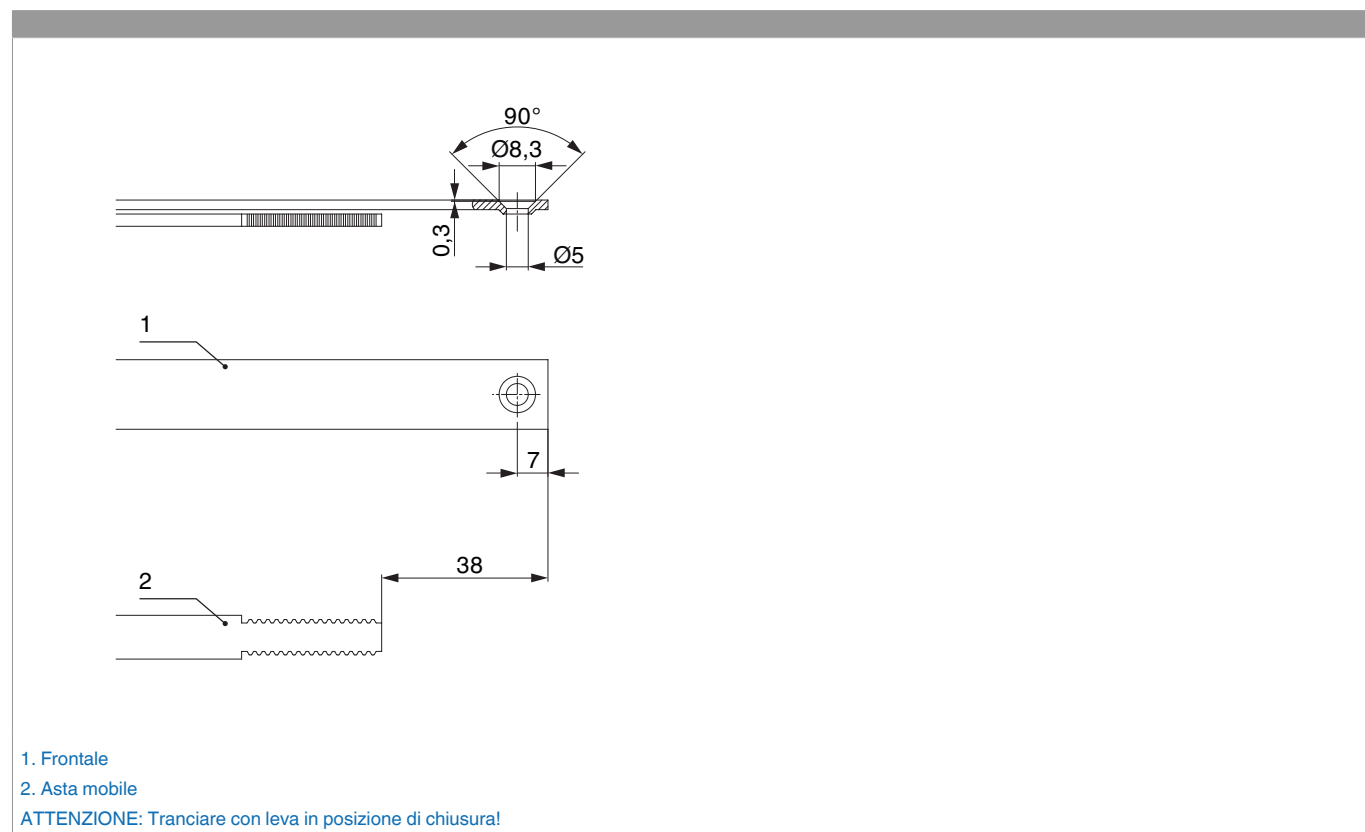 90°
Ø8,3
0,3
Ø5
1
7
38
2
1. Frontale
2. Asta mobile
ATTENZIONE: Tranciare con leva in posizione di chiusura!